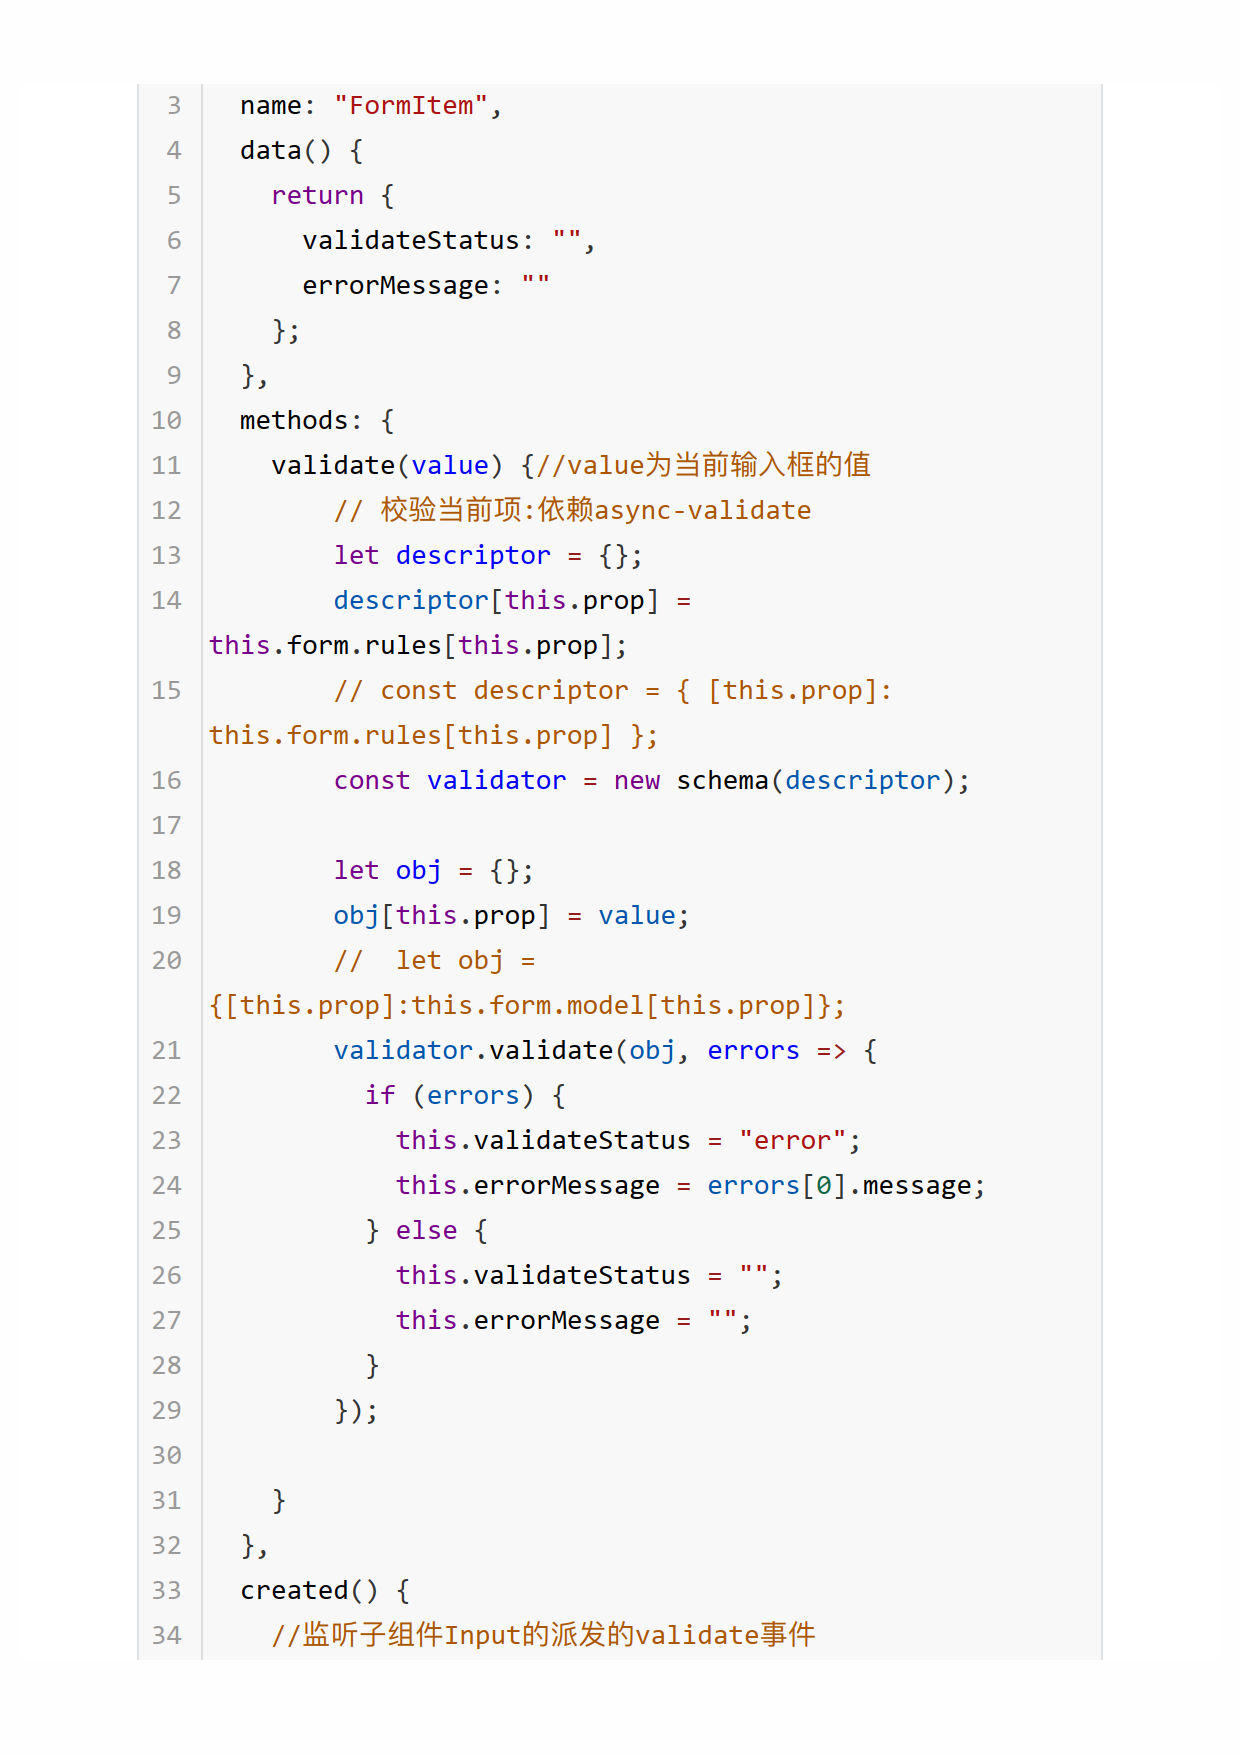 3   name: "FormItem",
4   data() {
5     return {
6       validateStatus: "",
7       errorMessage: ""
8     };
9   },
10   methods: {
11     validate(value) {//value为当前输入框的值
12         // 校验当前项:依赖async-validate
13         let descriptor = {};
14         descriptor[this.prop] =
this.form.rules[this.prop];
15         // const descriptor = { [this.prop]:
this.form.rules[this.prop] };
16         const validator = new schema(descriptor);
17
18         let obj = {};
19         obj[this.prop] = value;
20         //  let obj =
{[this.prop]:this.form.model[this.prop]};
21         validator.validate(obj, errors => {
22           if (errors) {
23             this.validateStatus = "error";
24             this.errorMessage = errors[0].message;
25           } else {
26             this.validateStatus = "";
27             this.errorMessage = "";
28           }
29         });
30
31     }
32   },
33   created() {
34     //监听子组件Input的派发的validate事件